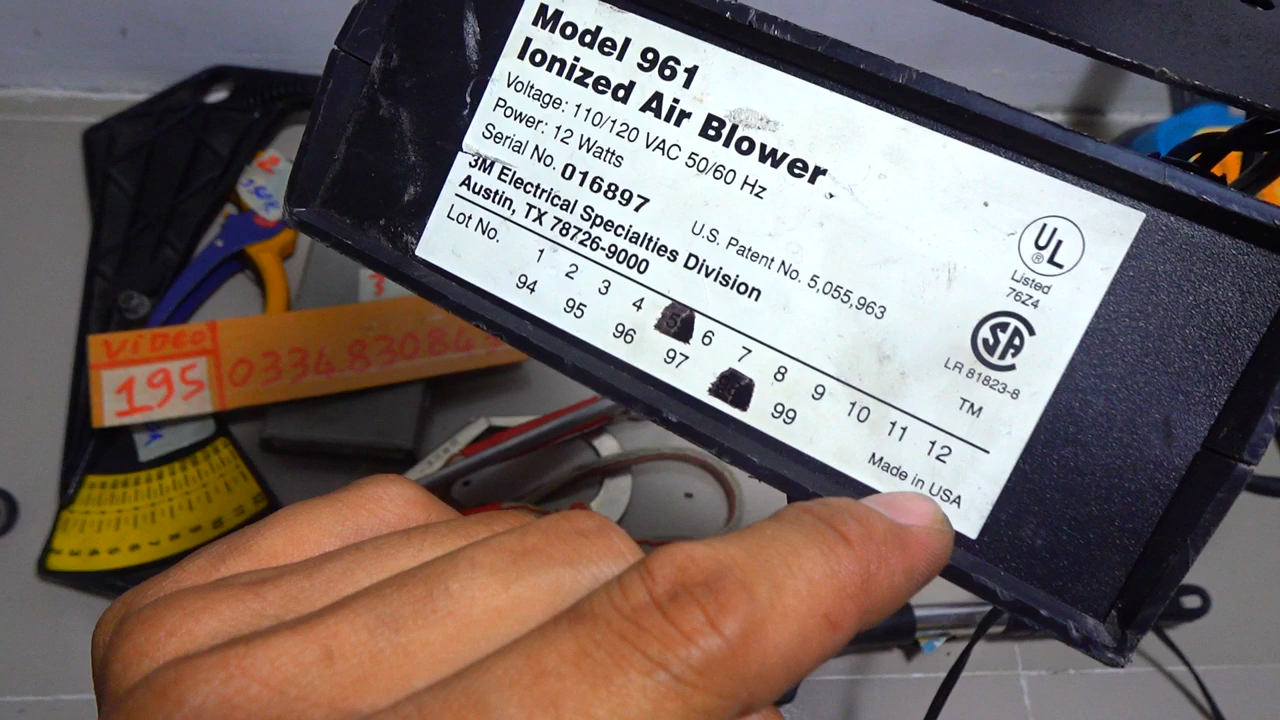 Model 961
Ionized Air Blower
Voltage: 110/120 VAC 50/60 Hz
Power: 12 Watts
Serial No. 016897
U.S. Patent No. 5,055,963
3M Electrical Specialties Division
Austin, TX 78726-9000
Lot No.
1 2 3 4 5 6 7 8 9 10 11 12
94 95 96 97 99
Made in USA
UL
®
Listed
76Z4
SA
LR 81823-8
TM
VIDEO
195
2
3